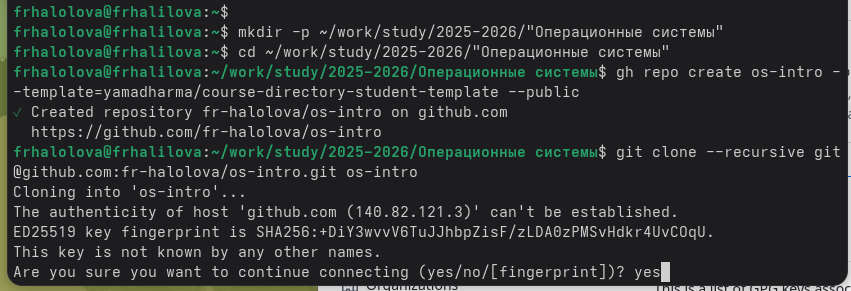 frhalolova@frhalilova:~$
frhalolova@frhalilova:~$ mkdir -p ~/work/study/2025-2026/"Операционные системы"
frhalolova@frhalilova:~$ cd ~/work/study/2025-2026/"Операционные системы"
frhalolova@frhalilova:~/work/study/2025-2026/Операционные системы$ gh repo create os-intro -
-template=yamadharma/course-directory-student-template --public
✓ Created repository fr-halolova/os-intro on github.com
https://github.com/fr-halolova/os-intro
frhalolova@frhalilova:~/work/study/2025-2026/Операционные системы$ git clone --recursive git
@github.com:fr-halolova/os-intro.git os-intro
Cloning into 'os-intro'...
The authenticity of host 'github.com (140.82.121.3)' can't be established.
ED25519 key fingerprint is SHA256:+DiY3wvvV6TuJJhbpZisF/zLDA0zPMSvHdkr4UvCOqU.
This key is not known by any other names.
Are you sure you want to continue connecting (yes/no/[fingerprint])? yes